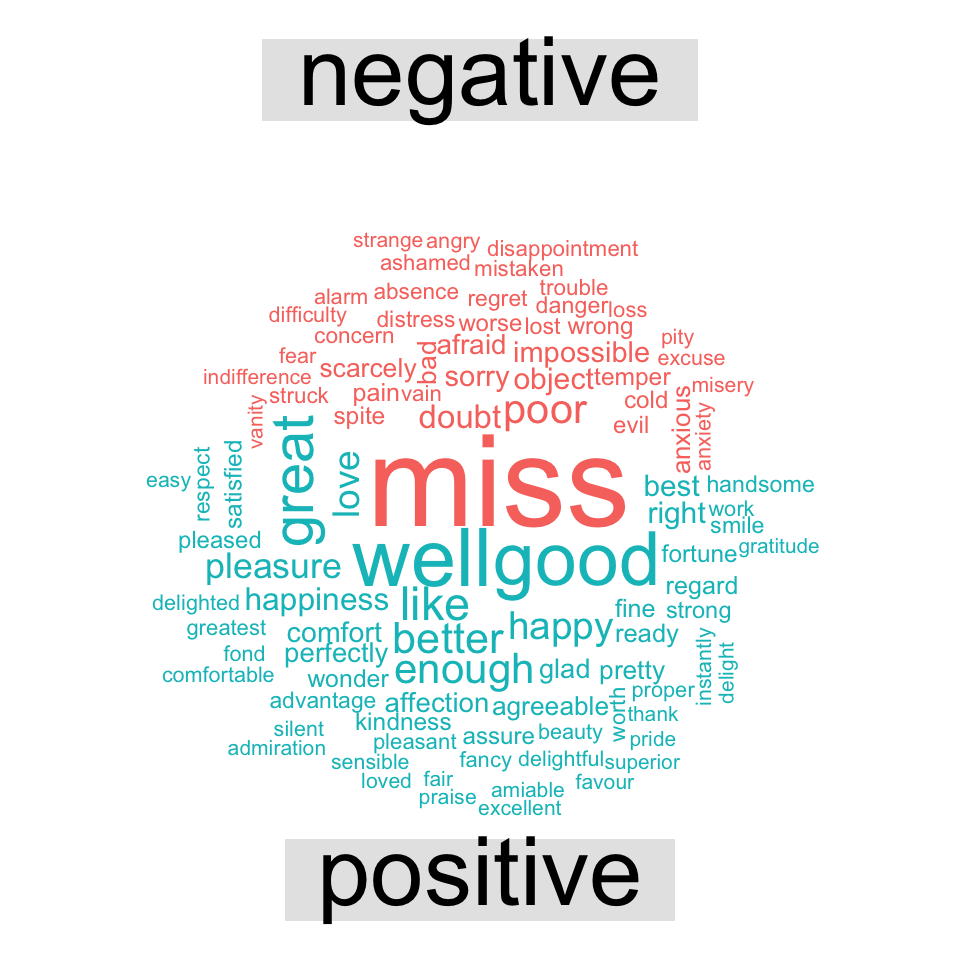 negative
strange angry disappointment
ashamed mistaken
trouble
alarm absence regret danger loss
difficulty distress worse lost wrong
concern afraid impossible pity
fear scarcely bad sorry object temper excuse
indifference struck pain vain cold misery
vanity spite doubt poor evil anxious anxiety
miss
great love best handsome
easy respect satisfied right work
smile
pleased well good fortune gratitude
pleasure regard
delighted happiness like fine strong
greatest comfort better happy ready
fond perfectly instantly delight
comfortable wonder enough glad pretty
advantage affection agreeable worth proper
silent kindness thank
admiration pleasant assure beauty pride
sensible fancy delightful superior
loved fair amiable favour
praise excellent
positive